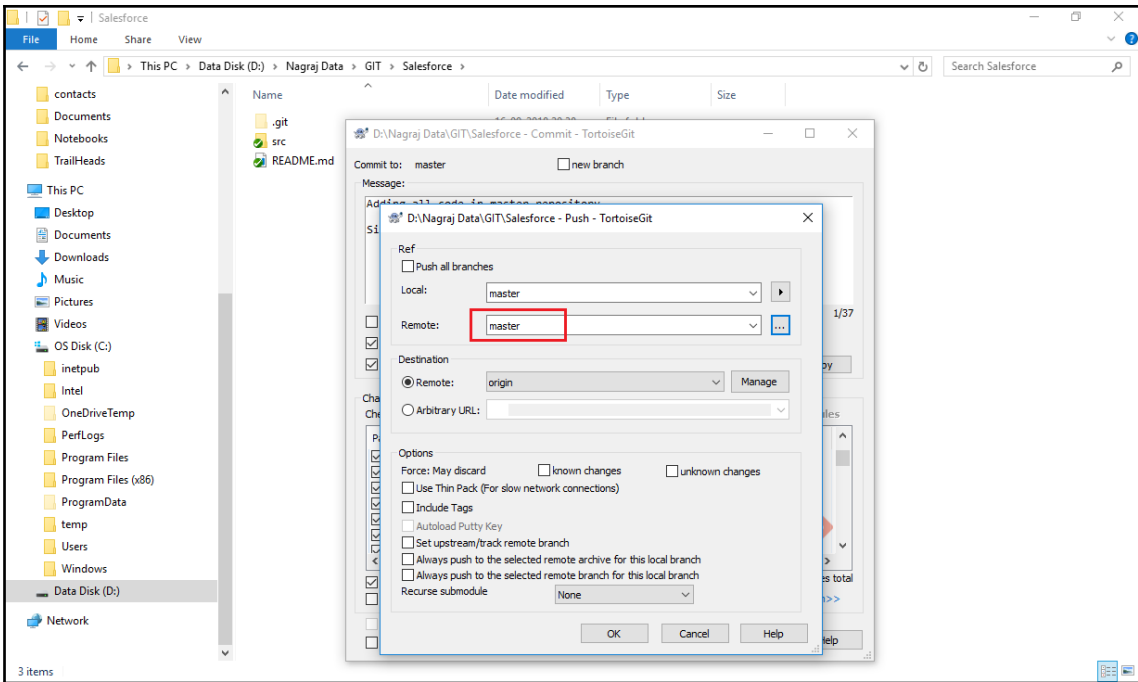 Salesforce
File Home Share View
This PC > Data Disk (D:) > Nagraj Data > GIT > Salesforce >
Search Salesforce
contacts
Documents
Notebooks
TrailHeads
This PC
Desktop
Documents
Downloads
Music
Pictures
Videos
OS Disk (C:)
inetpub
Intel
OneDriveTemp
PerfLogs
Program Files
Program Files (x86)
ProgramData
temp
Users
Windows
Data Disk (D:)
Network
3 items
Name Date modified Type Size
.git
src
README.md
D:\Nagraj Data\GIT\Salesforce - Commit - TortoiseGit
Commit to: master new branch
Message:
Adding all code in master repository
1/37
D:\Nagraj Data\GIT\Salesforce - Push - TortoiseGit
Ref
Push all branches
Local: master
Remote: master ...
Destination
Remote: origin Manage
Arbitrary URL:
Options
Force: May discard known changes unknown changes
Use Thin Pack (For slow network connections)
Include Tags
Autoload Putty Key
Set upstream/track remote branch
Always push to the selected remote archive for this local branch
Always push to the selected remote branch for this local branch
Recurse submodule None
OK Cancel Help